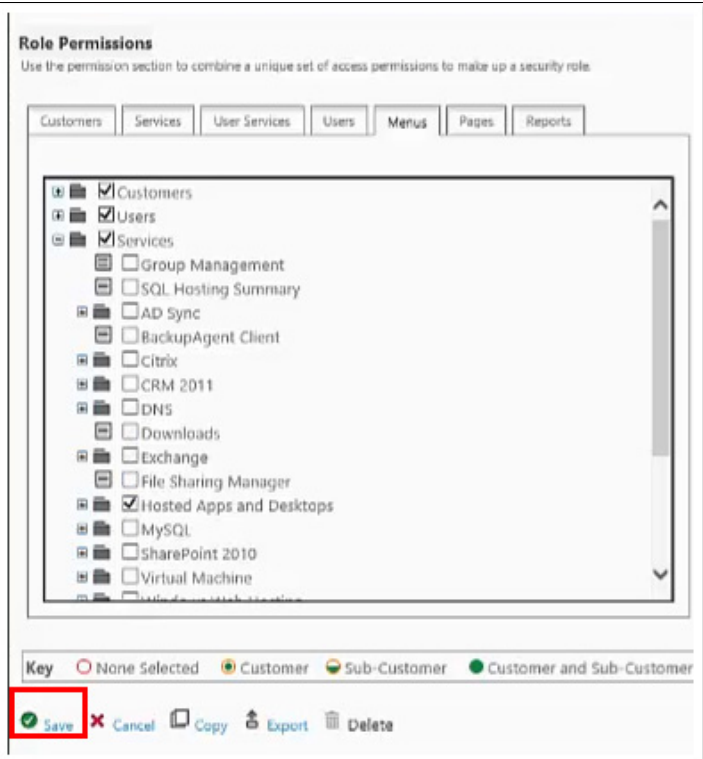 Role Permissions
Use the permission section to combine a unique set of access permissions to make up a security role.
Customers Services User Services Users Menus Pages Reports
Customers
Users
Services
Group Management
SQL Hosting Summary
AD Sync
BackupAgent Client
Citrix
CRM 2011
DNS
Downloads
Exchange
File Sharing Manager
Hosted Apps and Desktops
MySQL
SharePoint 2010
Virtual Machine
Key None Selected Customer Sub-Customer Customer and Sub-Customer
Save Cancel Copy Export Delete